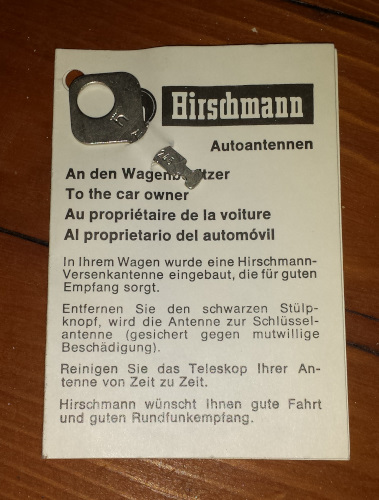 Hirschmann
Autoantennen
An den Wagenbesitzer
To the car owner
Au propriétaire de la voiture
Al proprietario del automóvil
In Ihrem Wagen wurde eine Hirschmann-
Versenkantenne eingebaut, die für guten
Empfang sorgt.
Entfernen Sie den schwarzen Stülp-
knopf, wird die Antenne zur Schlüssel-
antenne (gesichert gegen mutwillige
Beschädigung).
Reinigen Sie das Teleskop Ihrer An-
tenne von Zeit zu Zeit.
Hirschmann wünscht Ihnen gute Fahrt
und guten Rundfunkempfang.